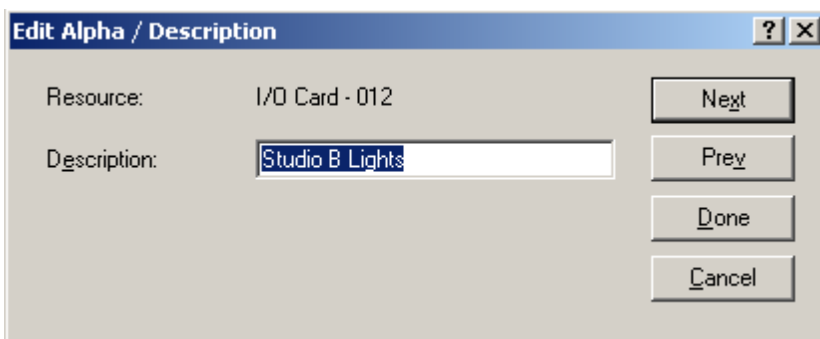 Edit Alpha / Description
Resource: I/O Card - 012 Next
Description: Studio B Lights Prev
Done
Cancel